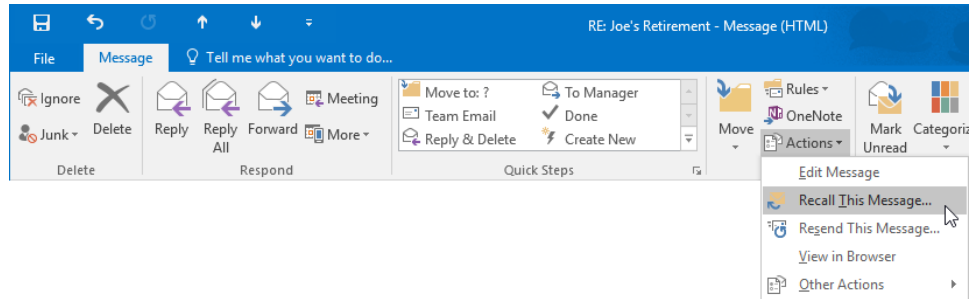 RE: Joe's Retirement - Message (HTML)
File Message Tell me what you want to do...
Ignore
Junk
Delete
Delete
Reply
Reply All
Forward
Meeting
More
Respond
Move to: ?
Team Email
Reply & Delete
To Manager
Done
Create New
Quick Steps
Move
Rules
OneNote
Actions
Mark Unread
Categoriz
Edit Message
Recall This Message...
Resend This Message...
View in Browser
Other Actions